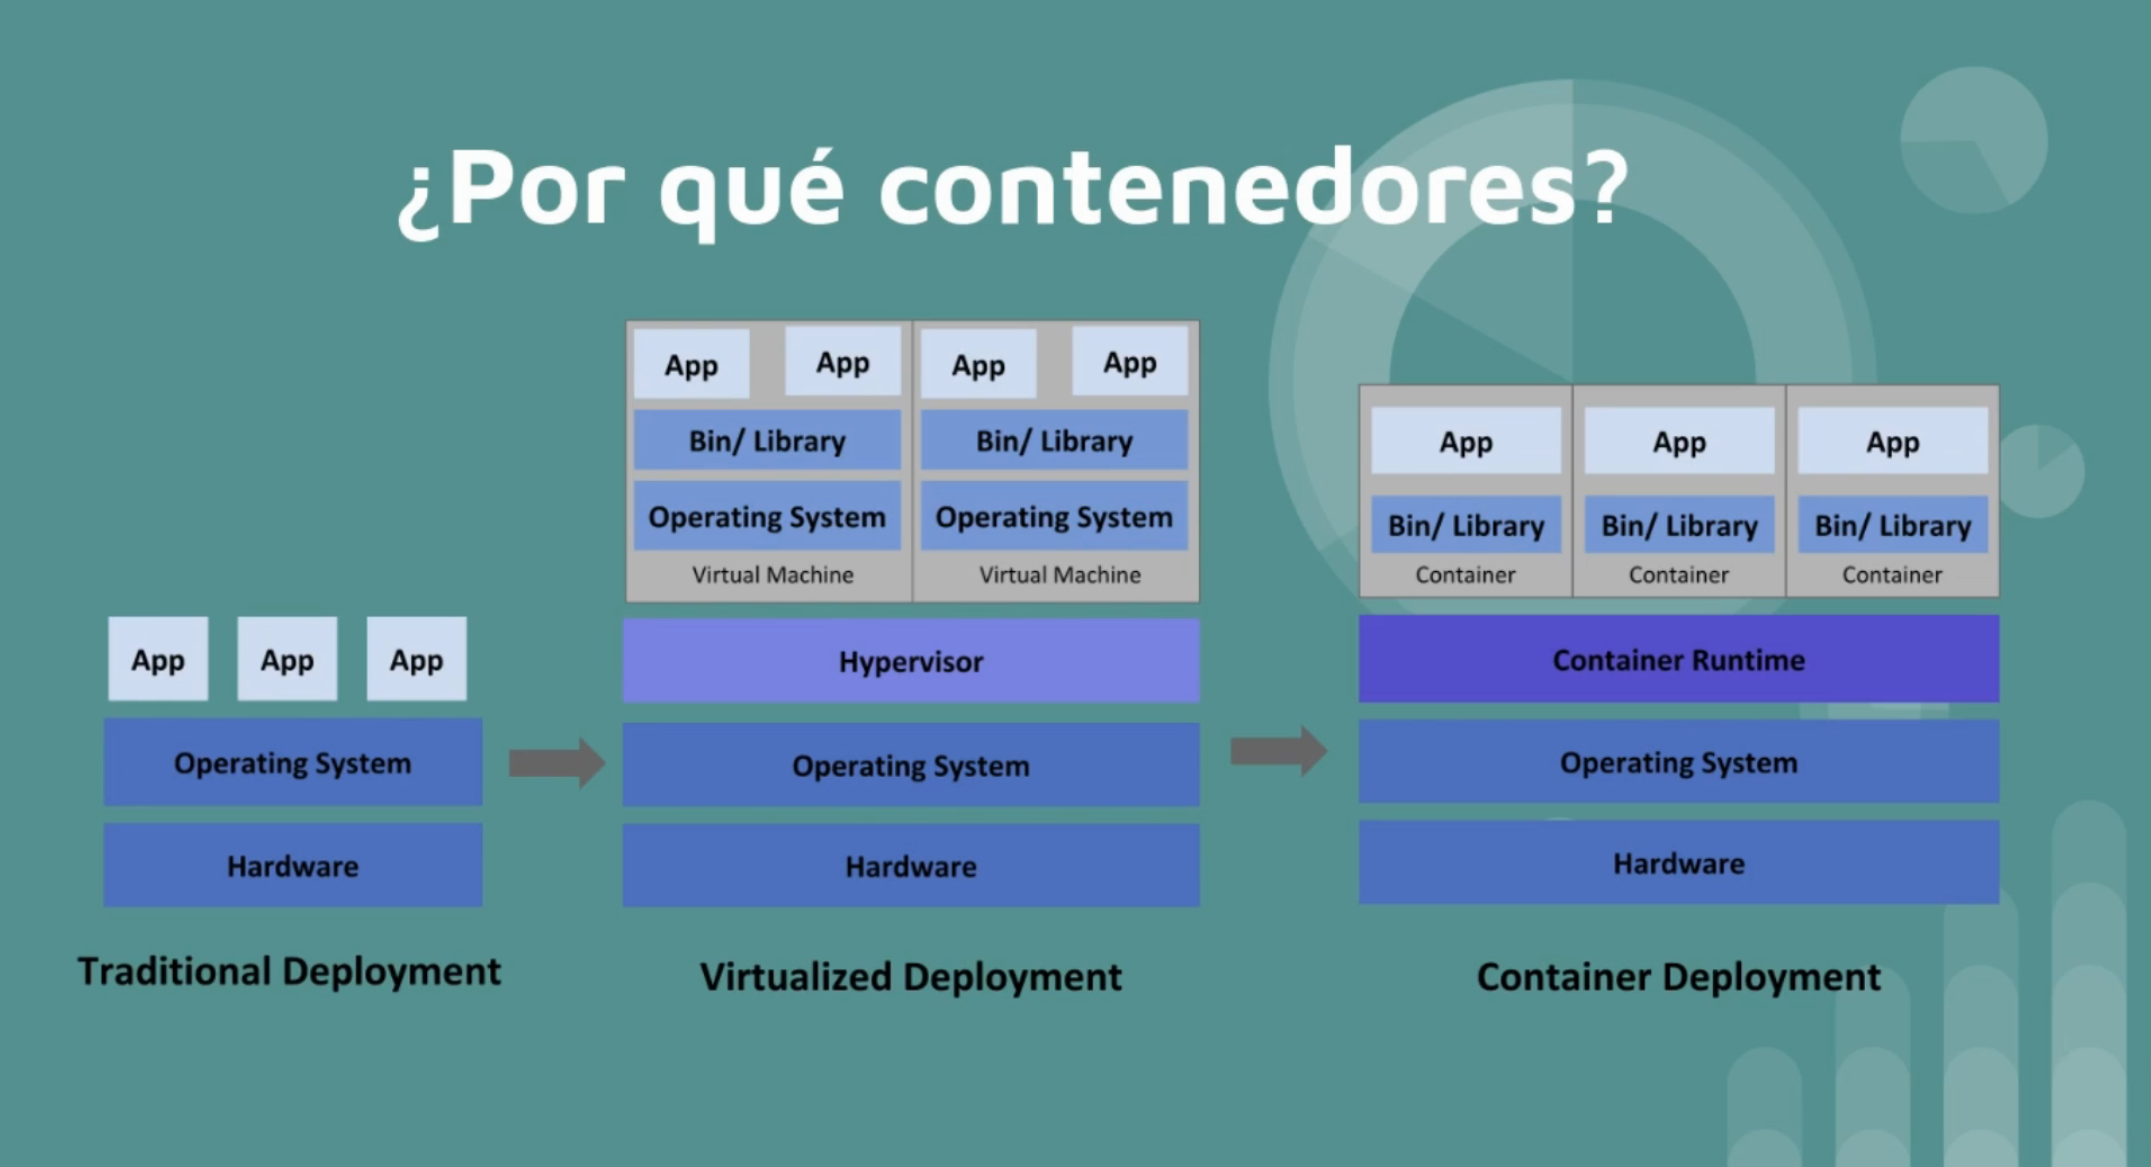 ¿Por qué contenedores?
App App App
Operating System
Hardware
Traditional Deployment
App App App App
Bin/ Library Bin/ Library
Operating System Operating System
Virtual Machine Virtual Machine
Hypervisor
Operating System
Hardware
Virtualized Deployment
App App App
Bin/ Library Bin/ Library Bin/ Library
Container Container Container
Container Runtime
Operating System
Hardware
Container Deployment